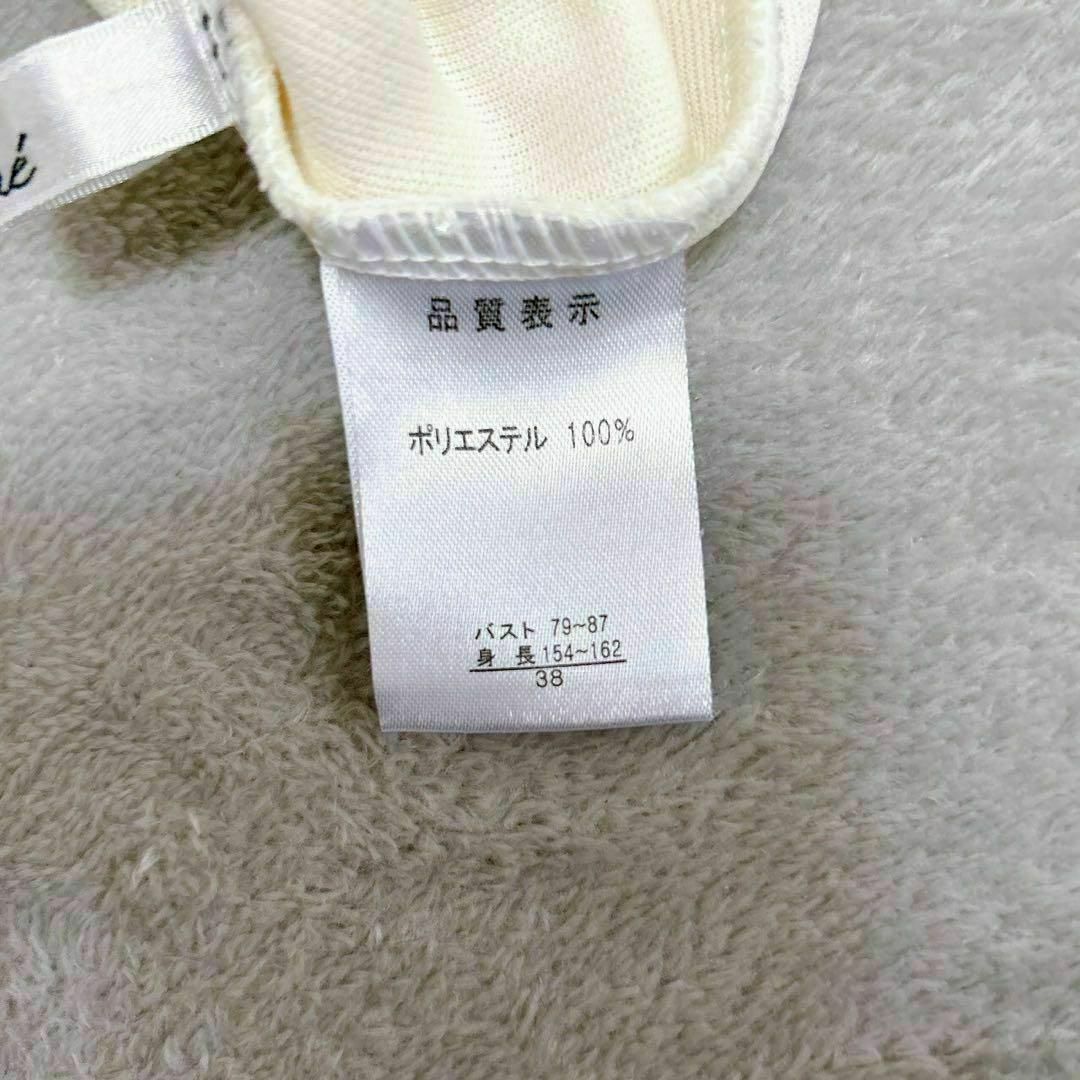 品質表示
ポリエステル 100%
バスト 79~87
身長 154~162
38